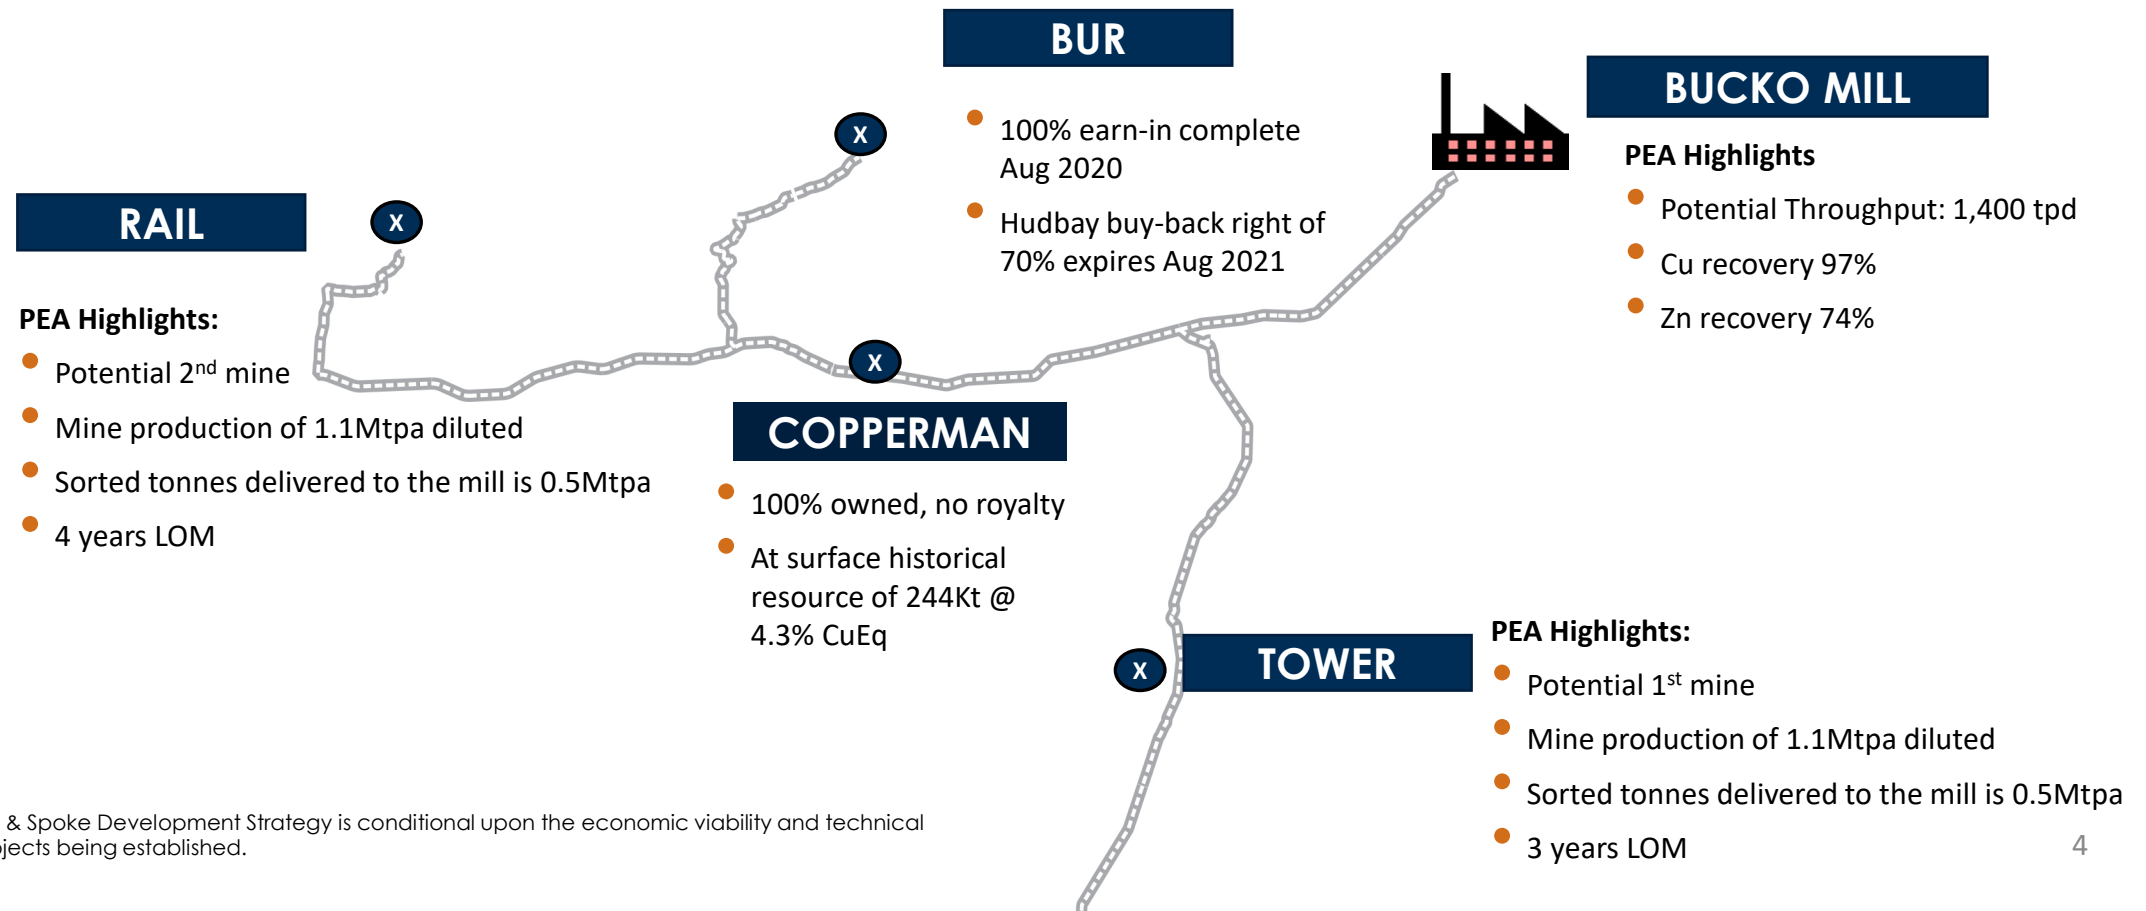 BUR
100% earn-in complete
Aug 2020
Hudbay buy-back right of
70% expires Aug 2021
BUCKO MILL
PEA Highlights
Potential Throughput: 1,400 tpd
Cu recovery 97%
Zn recovery 74%
X
RAIL
X
PEA Highlights:
Potential 2nd mine
Mine production of 1.1Mtpa diluted
Sorted tonnes delivered to the mill is 0.5Mtpa
4 years LOM
X
COPPERMAN
100% owned, no royalty
At surface historical
resource of 244Kt @
4.3% CuEq
X
TOWER
PEA Highlights:
Potential 1st mine
Mine production of 1.1Mtpa diluted
Sorted tonnes delivered to the mill is 0.5Mtpa
3 years LOM
& Spoke Development Strategy is conditional upon the economic viability and technical
being established.
4